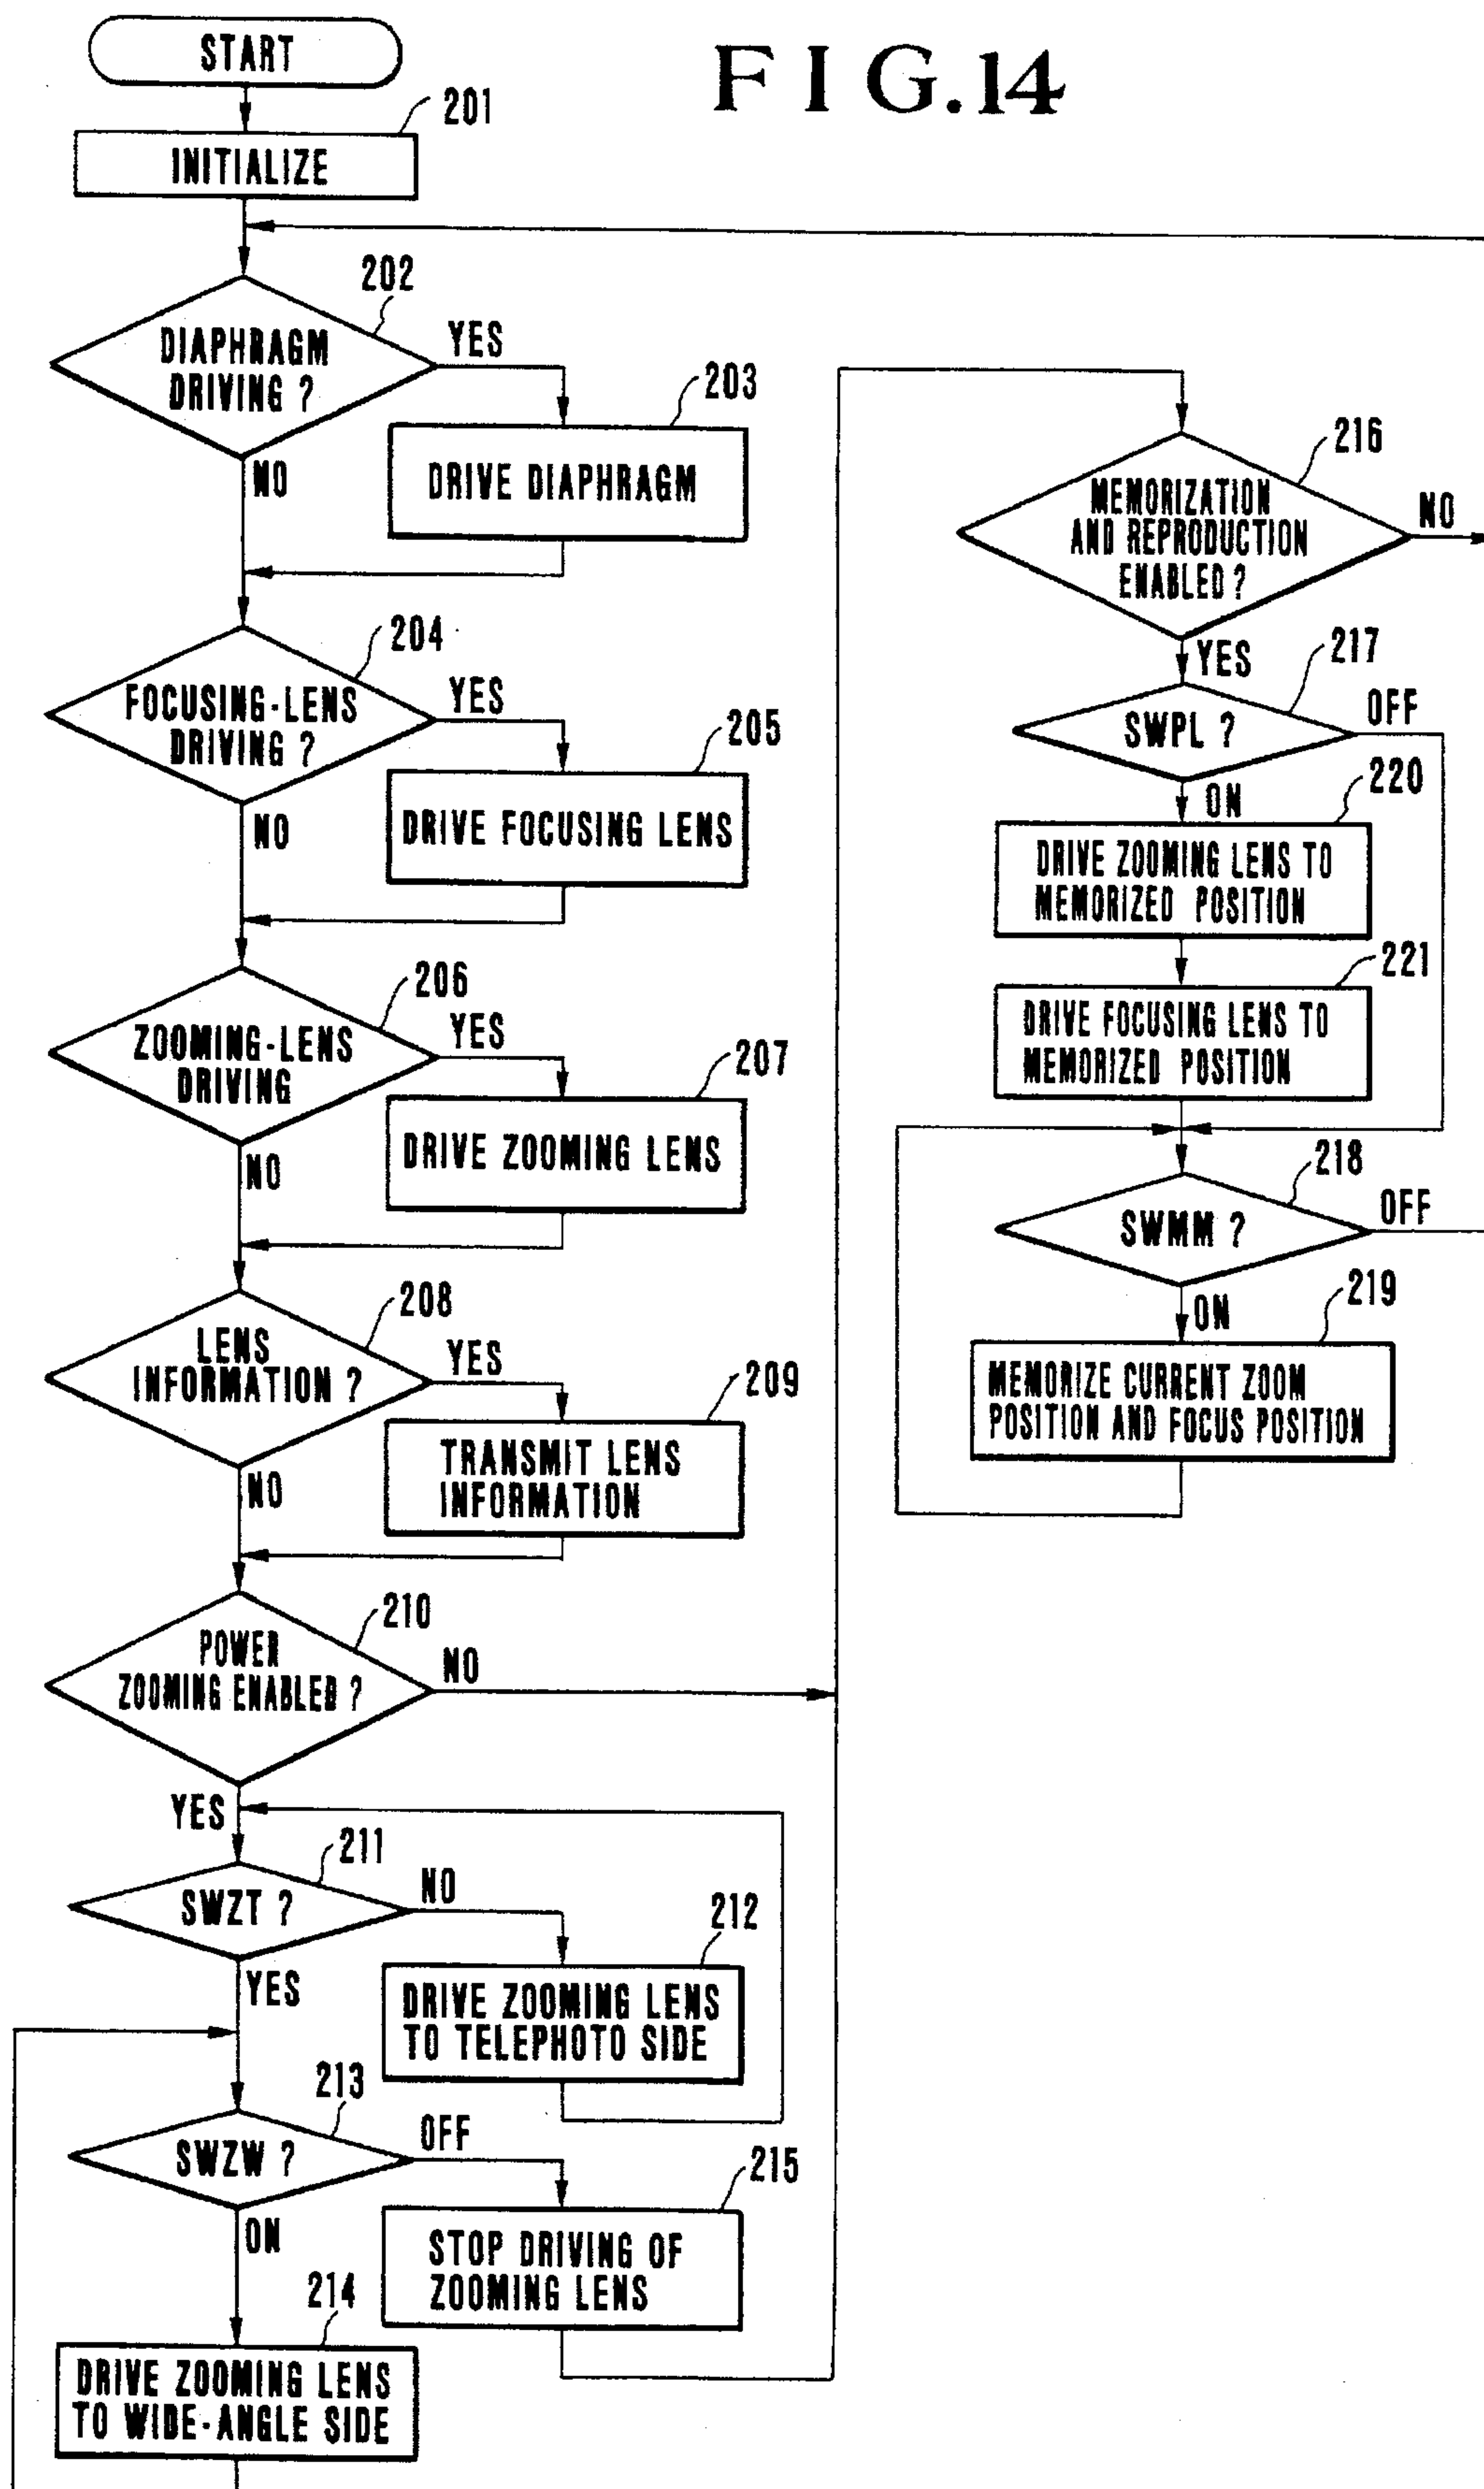 FIG.14
START
201
INITIALIZE
202
DIAPHRAGM
DRIVING ?
YES
NO
203
DRIVE DIAPHRAGM
204
FOCUSING-LENS
DRIVING ?
YES
NO
205
DRIVE FOCUSING LENS
206
ZOOMING-LENS
DRIVING
YES
NO
207
DRIVE ZOOMING LENS
208
LENS
INFORMATION ?
YES
NO
209
TRANSMIT LENS
INFORMATION
210
POWER
ZOOMING ENABLED ?
NO
YES
211
SWZT ?
NO
YES
212
DRIVE ZOOMING LENS
TO TELEPHOTO SIDE
213
SWZW ?
OFF
ON
215
STOP DRIVING OF
ZOOMING LENS
214
DRIVE ZOOMING LENS
TO WIDE-ANGLE SIDE
216
MEMORIZATION
AND REPRODUCTION
ENABLED ?
NO
YES
217
SWPL ?
OFF
ON
220
DRIVE ZOOMING LENS TO
MEMORIZED POSITION
221
DRIVE FOCUSING LENS TO
MEMORIZED POSITION
218
SWMM ?
OFF
ON
219
MEMORIZE CURRENT ZOOM
POSITION AND FOCUS POSITION